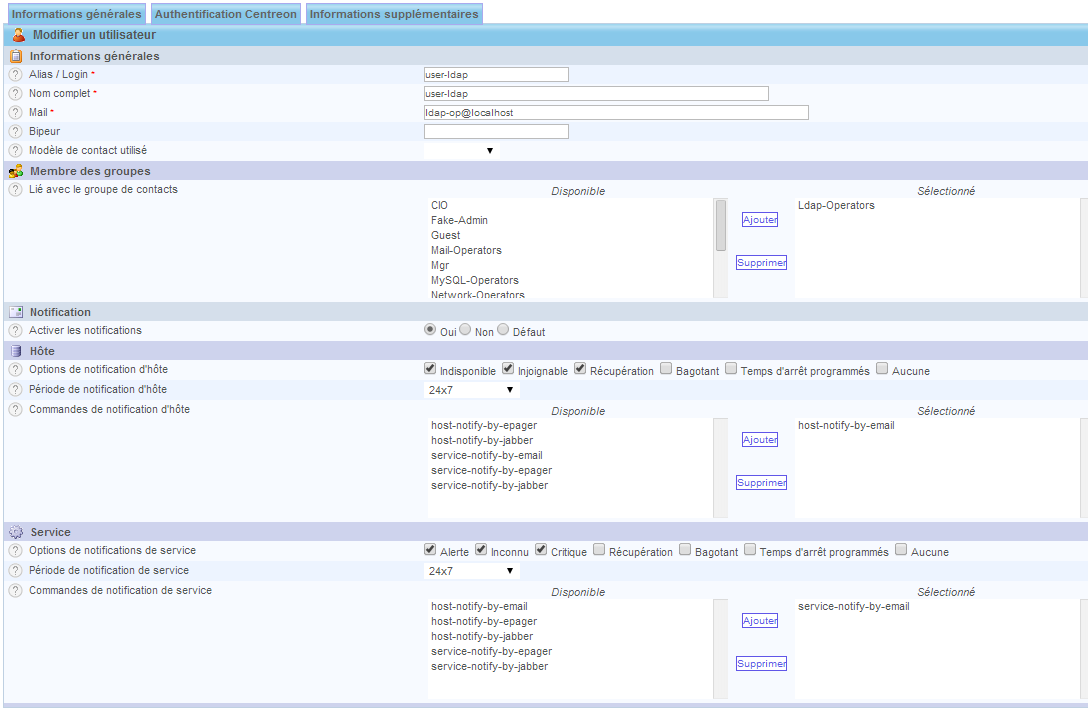 Informations générales Authentification Centreon Informations supplémentaires
Modifier un utilisateur
Informations générales
? Alias / Login * user-ldap
? Nom complet * user-ldap
? Mail * ldap-op@localhost
? Bipeur
? Modèle de contact utilisé
Membre des groupes
? Lié avec le groupe de contacts
Disponible Sélectionné
CIO Ldap-Operators
Fake-Admin Ajouter
Guest
Mail-Operators
Mgr Supprimer
MySQL-Operators
Network-Operators
Notification
? Activer les notifications Oui Non Défaut
Hôte
? Options de notification d'hôte Indisponible Injoignable Récupération Bagotant Temps d'arrêt programmés Aucune
? Période de notification d'hôte 24x7
? Commandes de notification d'hôte
Disponible Sélectionné
host-notify-by-epager host-notify-by-email
host-notify-by-jabber Ajouter
service-notify-by-email
service-notify-by-epager
service-notify-by-jabber Supprimer
Service
? Options de notifications de service Alerte Inconnu Critique Récupération Bagotant Temps d'arrêt programmés Aucune
? Période de notification de service 24x7
? Commandes de notification de service
Disponible Sélectionné
host-notify-by-email service-notify-by-email
host-notify-by-epager Ajouter
host-notify-by-jabber
service-notify-by-epager
service-notify-by-jabber Supprimer